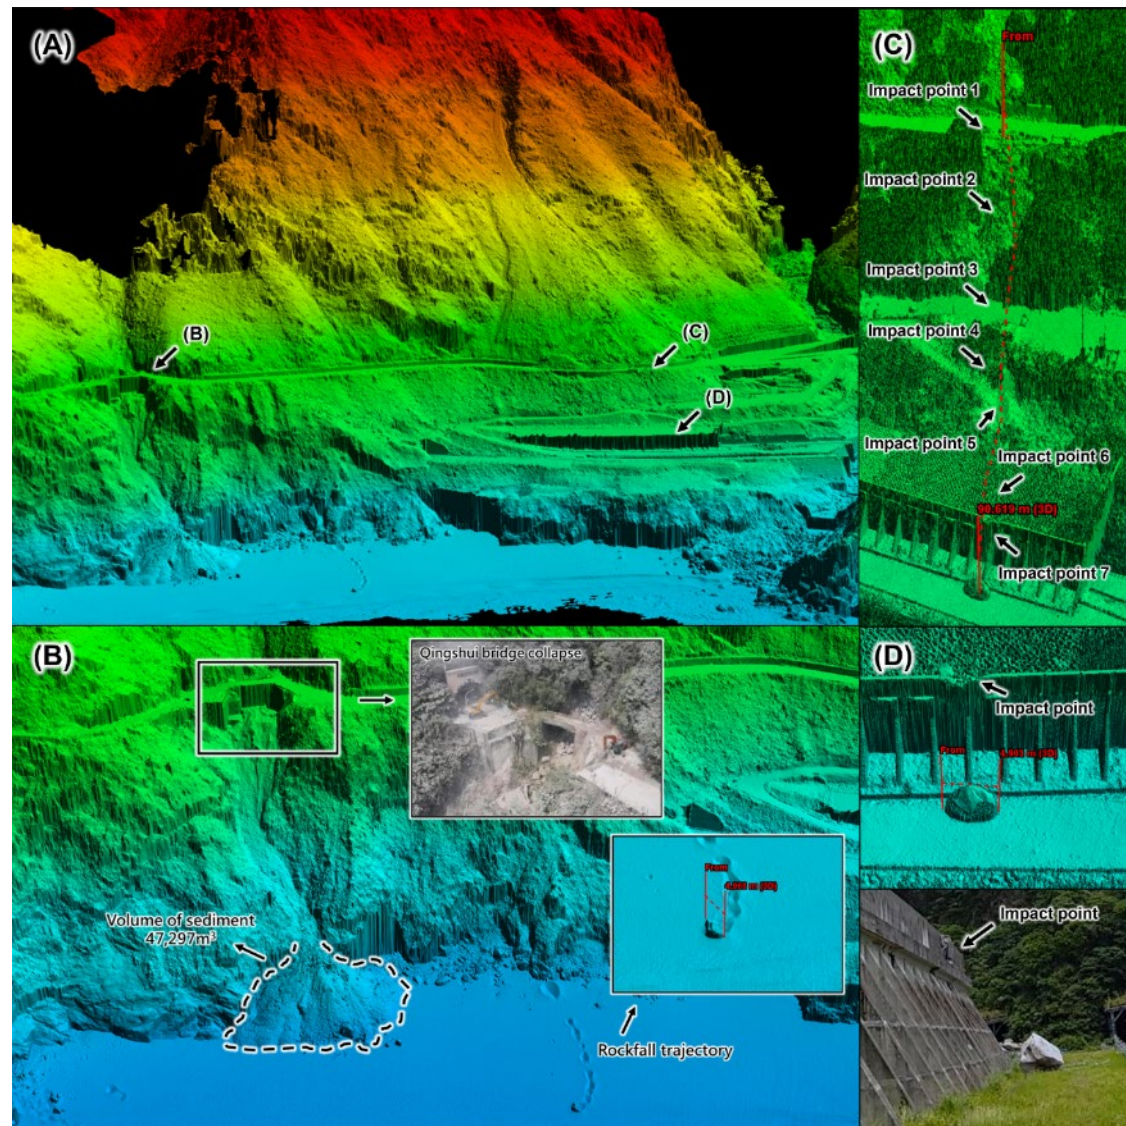 (A)
(B)
(C)
(D)
(C)
From
Impact point 1
Impact point 2
Impact point 3
Impact point 4
Impact point 5
Impact point 6
90.619 m (3D)
Impact point 7
(B)
Qingshui bridge collapse
Volume of sediment
47,297m³
From
Rockfall trajectory
(D)
Impact point
From
Impact point